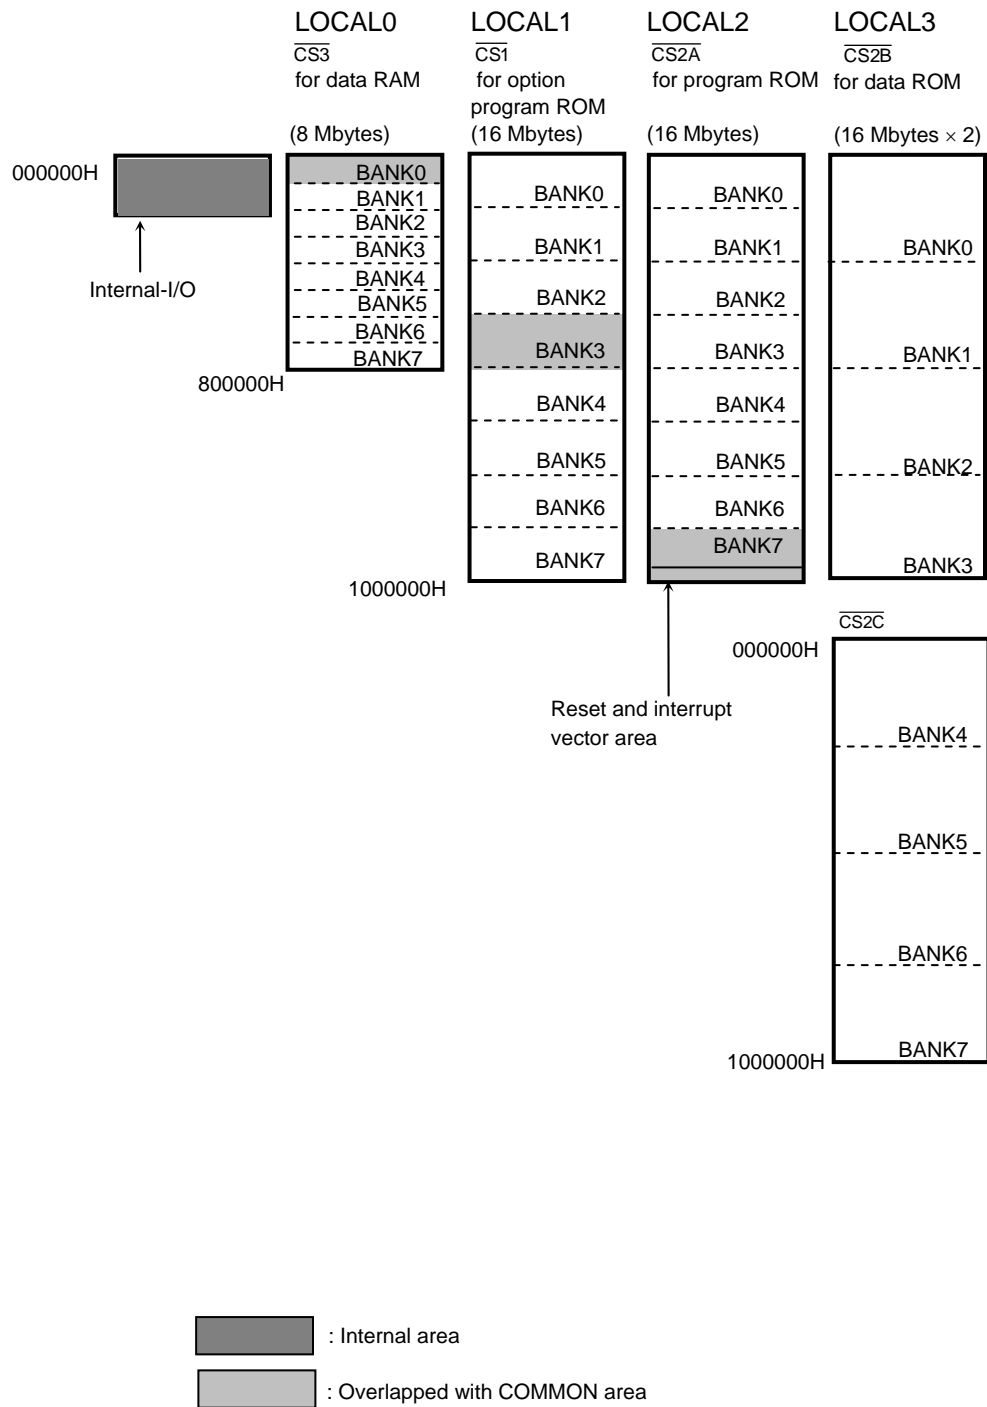 LOCAL0 LOCAL1 LOCAL2 LOCAL3
CS3 CS1 CS2A CS2B
for data RAM for option for program ROM for data ROM
program ROM
(8 Mbytes) (16 Mbytes) (16 Mbytes) (16 Mbytes × 2)
000000H
BANK0
BANK1
BANK2
BANK3
BANK4
BANK5
BANK6
BANK7
Internal-I/O
800000H
BANK0
BANK1
BANK2
BANK3
BANK4
BANK5
BANK6
BANK7
1000000H
BANK0
BANK1
BANK2
BANK3
BANK4
BANK5
BANK6
BANK7
Reset and interrupt
vector area
BANK0
BANK1
BANK2
BANK3
CS2C
000000H
BANK4
BANK5
BANK6
BANK7
1000000H
: Internal area
: Overlapped with COMMON area